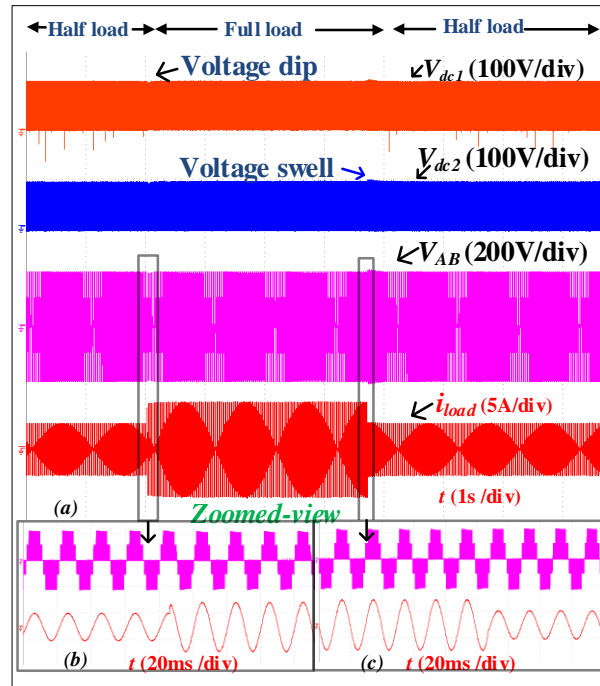 Half load Full load Half load
Voltage dip
Vdc1 (100V/div)
Voltage swell
Vdc2 (100V/div)
VAB (200V/div)
iload (5A/div)
(a)
t (1s /div)
Zoomed-view
(b)
t (20ms /div)
(c)
t (20ms /div)